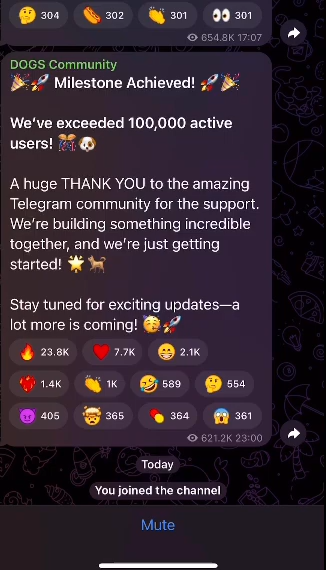 🤔 304 🌭 302 👏 301 👀 301
654.8K 17:07
DOGS Community
🎉🚀 Milestone Achieved! 🚀🎉
We've exceeded 100,000 active
users! 🎊🐶
A huge THANK YOU to the amazing
Telegram community for the support.
We're building something incredible
together, and we're just getting
started! 🌟🐕
Stay tuned for exciting updates—a
lot more is coming! 🥳🚀
🔥 23.8K ❤️ 7.7K 😁 2.1K
❤️‍🔥 1.4K 👏 1K 🤣 589 🤔 554
😈 405 🤯 365 💊 364 😱 361
621.2K 23:00
Today
You joined the channel
Mute